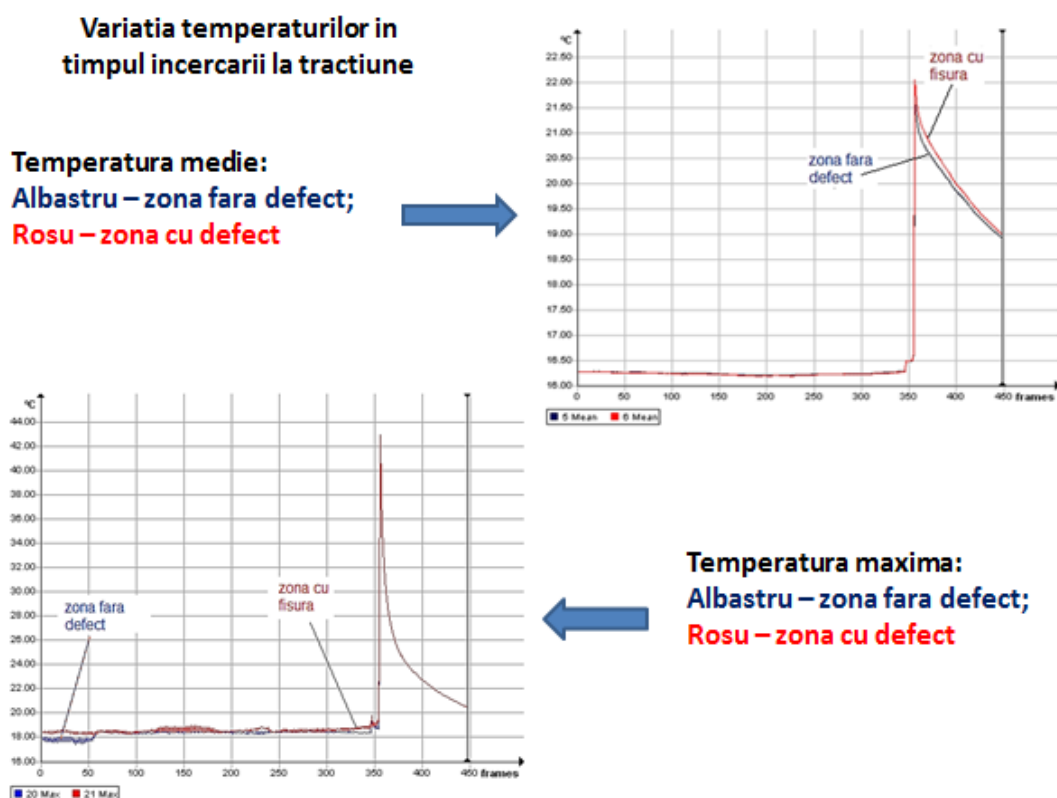 Variatia temperaturilor in
timpul incercarii la tractiune
Temperatura medie:
Albastru – zona fara defect;
Rosu – zona cu defect
°C
22.50
22.00
21.50
21.00
20.50
20.00
19.50
19.00
18.50
18.00
17.50
17.00
16.50
16.00
zona cu
fisura
zona fara
defect
0 50 100 150 200 250 300 350 400 450 frames
5 Mean 6 Mean
°C
44.00
42.00
40.00
38.00
36.00
34.00
32.00
30.00
28.00
26.00
24.00
22.00
20.00
18.00
16.00
zona fara
defect
zona cu
fisura
0 50 100 150 200 250 300 350 400 450 frames
20 Max 21 Max
Temperatura maxima:
Albastru – zona fara defect;
Rosu – zona cu defect